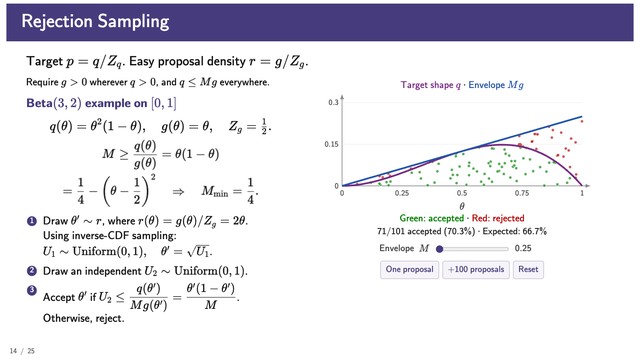 Rejection Sampling
Target p = q/Z_q. Easy proposal density r = g/Z_g.
Require g > 0 wherever q > 0, and q ≤ Mg everywhere.
Beta(3, 2) example on [0, 1]
q(θ) = θ²(1 − θ), g(θ) = θ, Z_g = 1/2.
M ≥ q(θ)/g(θ) = θ(1 − θ)
= 1/4 − (θ − 1/2)² ⇒ M_min = 1/4.
1 Draw θ′ ∼ r, where r(θ) = g(θ)/Z_g = 2θ.
Using inverse-CDF sampling:
U₁ ∼ Uniform(0, 1), θ′ = √U₁.
2 Draw an independent U₂ ∼ Uniform(0, 1).
3 Accept θ′ if U₂ ≤ q(θ′)/Mg(θ′) = θ′(1 − θ′)/M.
Otherwise, reject.
Target shape q · Envelope Mg
0.3
0.15
0
0 0.25 0.5 0.75 1
θ
Green: accepted · Red: rejected
71/101 accepted (70.3%) · Expected: 66.7%
Envelope M 0.25
One proposal +100 proposals Reset
14 / 25